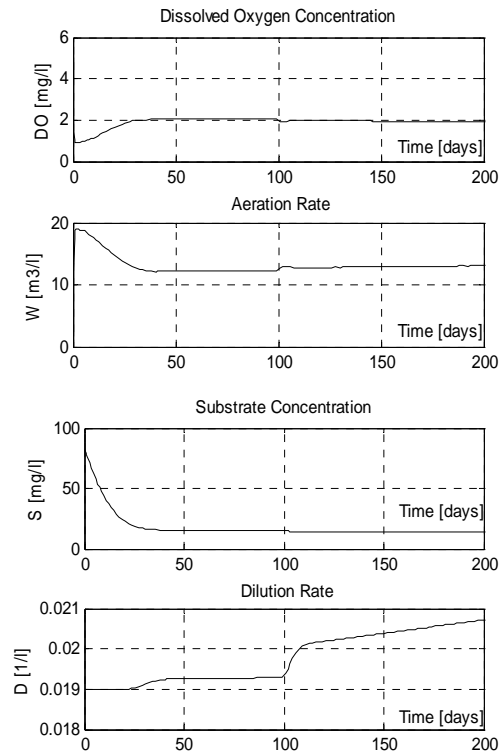 Dissolved Oxygen Concentration
6
4
2
0
DO [mg/l]
Time [days]
0 50 100 150 200
Aeration Rate
20
10
0
W [m3/l]
Time [days]
0 50 100 150 200
Substrate Concentration
100
50
0
S [mg/l]
Time [days]
0 50 100 150 200
Dilution Rate
0.021
0.02
0.019
0.018
D [1/l]
Time [days]
0 50 100 150 200